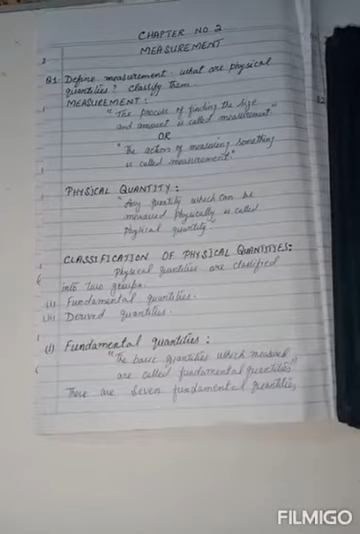 CHAPTER NO. 2
MEASUREMENT
Q1 Define measurement. What are physical
quantities? Classify them.
MEASUREMENT:
"The process of finding the size
and amount is called measurement."
OR
"The action of measuring something
is called measurement"
PHYSICAL QUANTITY:
"Any quantity which can be
measured physically is called
Physical quantity."
CLASSIFICATION OF PHYSICAL QUANTITIES:
Physical quantities are classified
into two groups.
(i) Fundamental quantities.
(ii) Derived quantities.
(i) Fundamental quantities:
"The basic quantities which measured
are called fundamental quantities"
There are Seven fundamental quantities,
FILMIGO